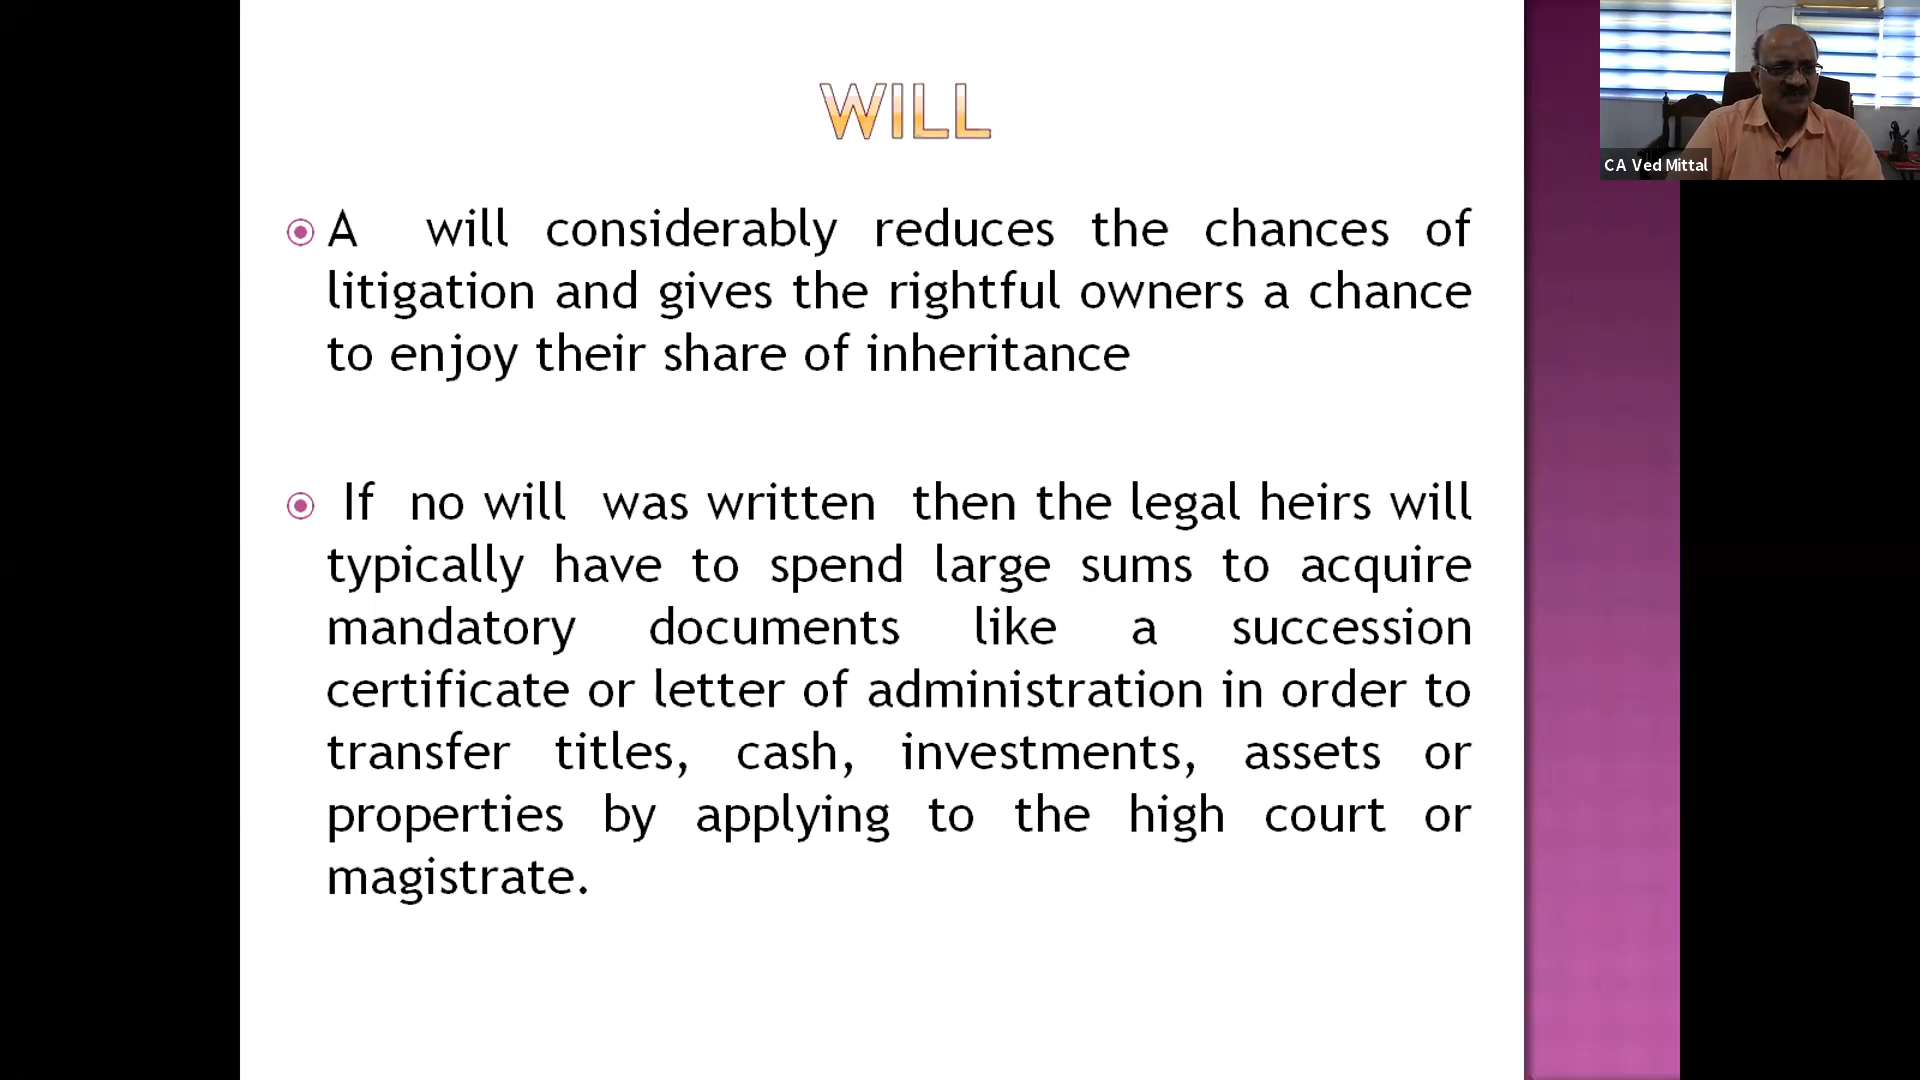 WILL
CA Ved Mittal
A will considerably reduces the chances of
litigation and gives the rightful owners a chance
to enjoy their share of inheritance
If no will was written then the legal heirs will
typically have to spend large sums to acquire
mandatory documents like a succession
certificate or letter of administration in order to
transfer titles, cash, investments, assets or
properties by applying to the high court or
magistrate.